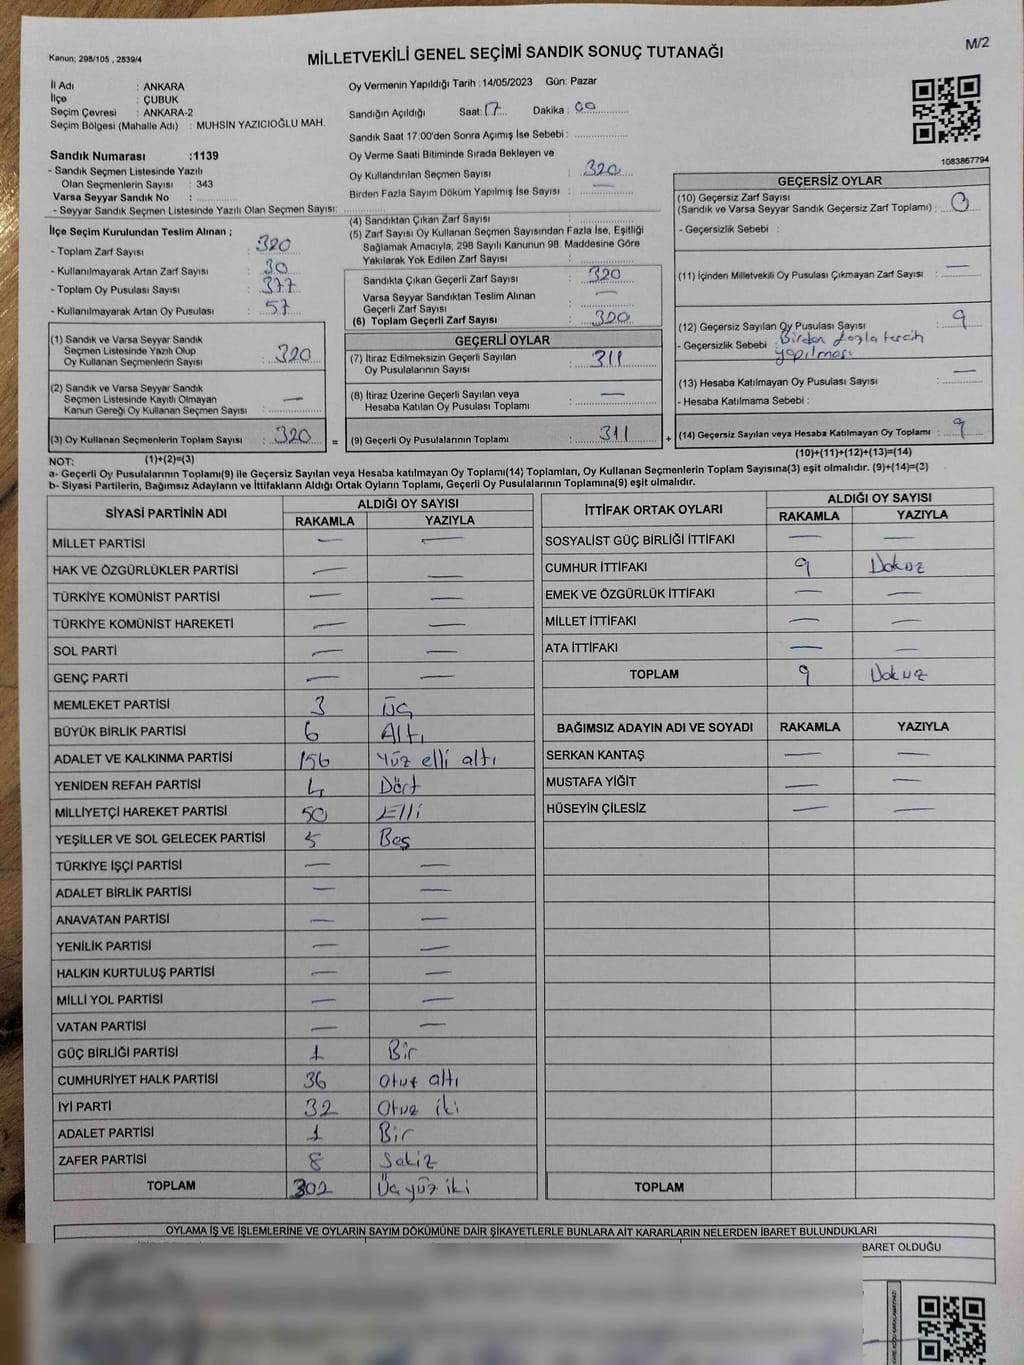 Kanun; 298/105 , 2839/4
MİLLETVEKİLİ GENEL SEÇİMİ SANDIK SONUÇ TUTANAĞI
M/2
İl Adı : ANKARA
İlçe : ÇUBUK
Seçim Çevresi : ANKARA-2
Seçim Bölgesi (Mahalle Adı) : MUHSİN YAZICIOĞLU MAH.
Sandık Numarası :1139
- Sandık Seçmen Listesinde Yazılı
Olan Seçmenlerin Sayısı : 343
Varsa Seyyar Sandık No :
- Seyyar Sandık Seçmen Listesinde Yazılı Olan Seçmen Sayısı:
Oy Vermenin Yapıldığı Tarih : 14/05/2023 Gün: Pazar
Sandığın Açıldığı Saat: 17 Dakika : 00
Sandık Saat 17:00'den Sonra Açımış İse Sebebi :
Oy Verme Saati Bitiminde Sırada Bekleyen ve
Oy Kullandırılan Seçmen Sayısı : 320
Birden Fazla Sayım Döküm Yapılmış İse Sayısı : —
1083867794
İlçe Seçim Kurulundan Teslim Alınan ;
- Toplam Zarf Sayısı : 320
- Kullanılmayarak Artan Zarf Sayısı : 30
- Toplam Oy Pusulası Sayısı : 377
- Kullanılmayarak Artan Oy Pusulası : 57
(1) Sandık ve Varsa Seyyar Sandık
Seçmen Listesinde Yazılı Olup
Oy Kullanan Seçmenlerin Sayısı : 320
(2) Sandık ve Varsa Seyyar Sandık
Seçmen Listesinde Kayıtlı Olmayan
Kanun Gereği Oy Kullanan Seçmen Sayısı : —
(3) Oy Kullanan Seçmenlerin Toplam Sayısı : 320 =
(1)+(2)=(3)
(4) Sandıktan Çıkan Zarf Sayısı :
(5) Zarf Sayısı Oy Kullanan Seçmen Sayısından Fazla İse, Eşitliği
Sağlamak Amacıyla; 298 Sayılı Kanunun 98. Maddesine Göre
Yakılarak Yok Edilen Zarf Sayısı :
Sandıkta Çıkan Geçerli Zarf Sayısı : 320
Varsa Seyyar Sandıktan Teslim Alınan
Geçerli Zarf Sayısı : —
(6) Toplam Geçerli Zarf Sayısı : 320
GEÇERLİ OYLAR
(7) İtiraz Edilmeksizin Geçerli Sayılan
Oy Pusulalarının Sayısı : 311
(8) İtiraz Üzerine Geçerli Sayılan veya
Hesaba Katılan Oy Pusulası Toplamı : —
(9) Geçerli Oy Pusulalarının Toplamı : 311 +
GEÇERSİZ OYLAR
(10) Geçersiz Zarf Sayısı
(Sandık ve Varsa Seyyar Sandık Geçersiz Zarf Toplamı) : 0
- Geçersizlik Sebebi :
(11) İçinden Milletvekili Oy Pusulası Çıkmayan Zarf Sayısı : —
(12) Geçersiz Sayılan Oy Pusulası Sayısı : 9
- Geçersizlik Sebebi : Birden fazla tercih
yapılması
(13) Hesaba Katılmayan Oy Pusulası Sayısı : —
- Hesaba Katılmama Sebebi :
(14) Geçersiz Sayılan veya Hesaba Katılmayan Oy Toplamı : 9
(10)+(11)+(12)+(13)=(14)
NOT:
a- Geçerli Oy Pusulalarının Toplamı(9) ile Geçersiz Sayılan veya Hesaba katılmayan Oy Toplamı(14) Toplamları, Oy Kullanan Seçmenlerin Toplam Sayısına(3) eşit olmalıdır. (9)+(14)=(3)
b- Siyasi Partilerin, Bağımsız Adayların ve İttifakların Aldığı Ortak Oyların Toplamı, Geçerli Oy Pusulalarının Toplamına(9) eşit olmalıdır.
SİYASİ PARTİNİN ADI ALDIĞI OY SAYISI
RAKAMLA YAZIYLA
MİLLET PARTİSİ — —
HAK VE ÖZGÜRLÜKLER PARTİSİ — —
TÜRKİYE KOMÜNİST PARTİSİ — —
TÜRKİYE KOMÜNİST HAREKETİ — —
SOL PARTİ — —
GENÇ PARTİ — —
MEMLEKET PARTİSİ 3 Üç
BÜYÜK BİRLİK PARTİSİ 6 Altı
ADALET VE KALKINMA PARTİSİ 156 Yüz elli altı
YENİDEN REFAH PARTİSİ 4 Dört
MİLLİYETÇİ HAREKET PARTİSİ 50 Elli
YEŞİLLER VE SOL GELECEK PARTİSİ 5 Beş
TÜRKİYE İŞÇİ PARTİSİ — —
ADALET BİRLİK PARTİSİ — —
ANAVATAN PARTİSİ — —
YENİLİK PARTİSİ — —
HALKIN KURTULUŞ PARTİSİ — —
MİLLİ YOL PARTİSİ — —
VATAN PARTİSİ — —
GÜÇ BİRLİĞİ PARTİSİ 1 Bir
CUMHURİYET HALK PARTİSİ 36 Otuz altı
İYİ PARTİ 32 Otuz iki
ADALET PARTİSİ 1 Bir
ZAFER PARTİSİ 8 Sekiz
TOPLAM 302 Üç yüz iki
İTTİFAK ORTAK OYLARI ALDIĞI OY SAYISI
RAKAMLA YAZIYLA
SOSYALİST GÜÇ BİRLİĞİ İTTİFAKI — —
CUMHUR İTTİFAKI 9 Dokuz
EMEK VE ÖZGÜRLÜK İTTİFAKI — —
MİLLET İTTİFAKI — —
ATA İTTİFAKI — —
TOPLAM 9 Dokuz
BAĞIMSIZ ADAYIN ADI VE SOYADI RAKAMLA YAZIYLA
SERKAN KANTAŞ — —
MUSTAFA YİĞİT — —
HÜSEYİN ÇİLESİZ — —
TOPLAM
OYLAMA İŞ VE İŞLEMLERİNE VE OYLARIN SAYIM DÖKÜMÜNE DAİR ŞİKAYETLERLE BUNLARA AİT KARARLARIN NELERDEN İBARET BULUNDUKLARI
BARET OLDUĞU